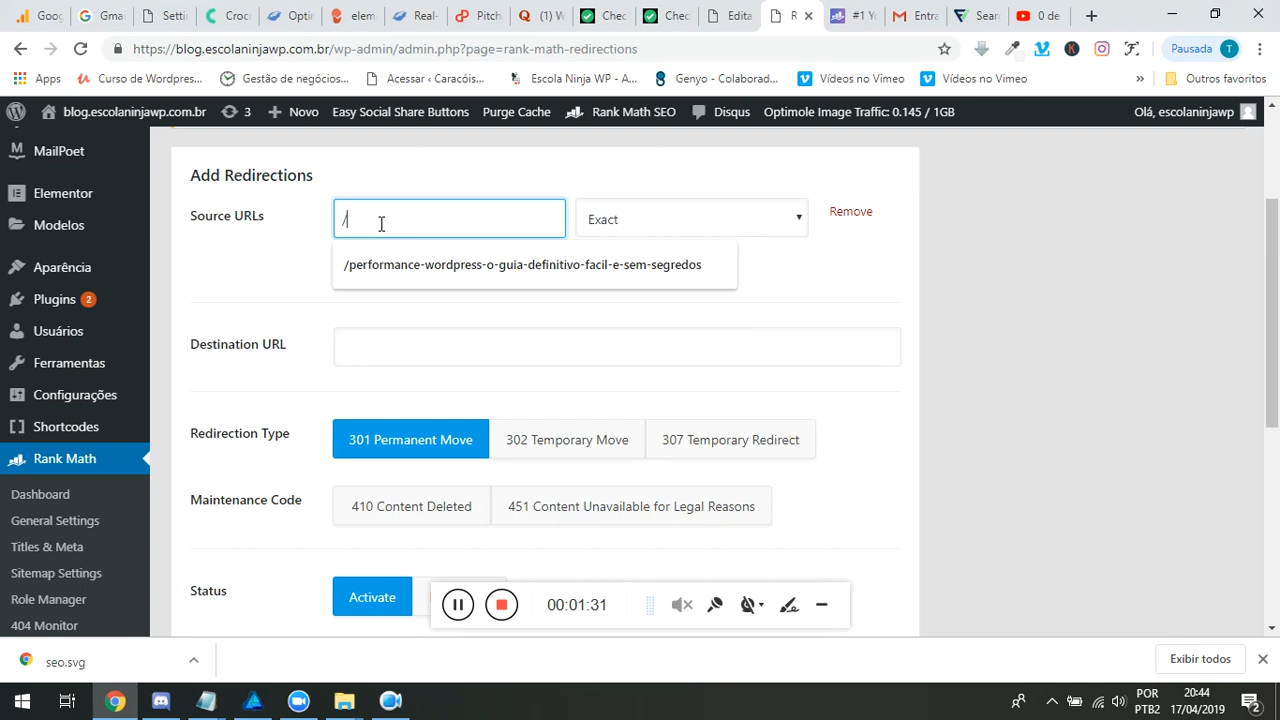 Goog
Gma
Setti
Croc
Optin
elem
Real-
Pitch
(1) W
Chec
Chec
Edita
R
#1 Yo
Entra
Searc
0 de
Pausada
T
https://blog.escolaninjawp.com.br/wp-admin/admin.php?page=rank-math-redirections
Apps
Curso de Wordpres...
Gestão de negócios...
Acessar ‹ Caracóis...
Escola Ninja WP - A...
Genyo - Colaborad...
Vídeos no Vimeo
Vídeos no Vimeo
»
Outros favoritos
blog.escolaninjawp.com.br
3
Novo
Easy Social Share Buttons
Purge Cache
Rank Math SEO
Disqus
Optimole Image Traffic: 0.145 / 1GB
Olá, escolaninjawp
MailPoet
Elementor
Modelos
Aparência
Plugins 2
Usuários
Ferramentas
Configurações
Shortcodes
Rank Math
Dashboard
General Settings
Titles & Meta
Sitemap Settings
Role Manager
404 Monitor
Add Redirections
Source URLs
/
Exact
Remove
/performance-wordpress-o-guia-definitivo-facil-e-sem-segredos
Destination URL
Redirection Type
301 Permanent Move
302 Temporary Move
307 Temporary Redirect
Maintenance Code
410 Content Deleted
451 Content Unavailable for Legal Reasons
Status
Activate
00:01:31
seo.svg
Exibir todos
POR
PTB2
20:44
17/04/2019
2